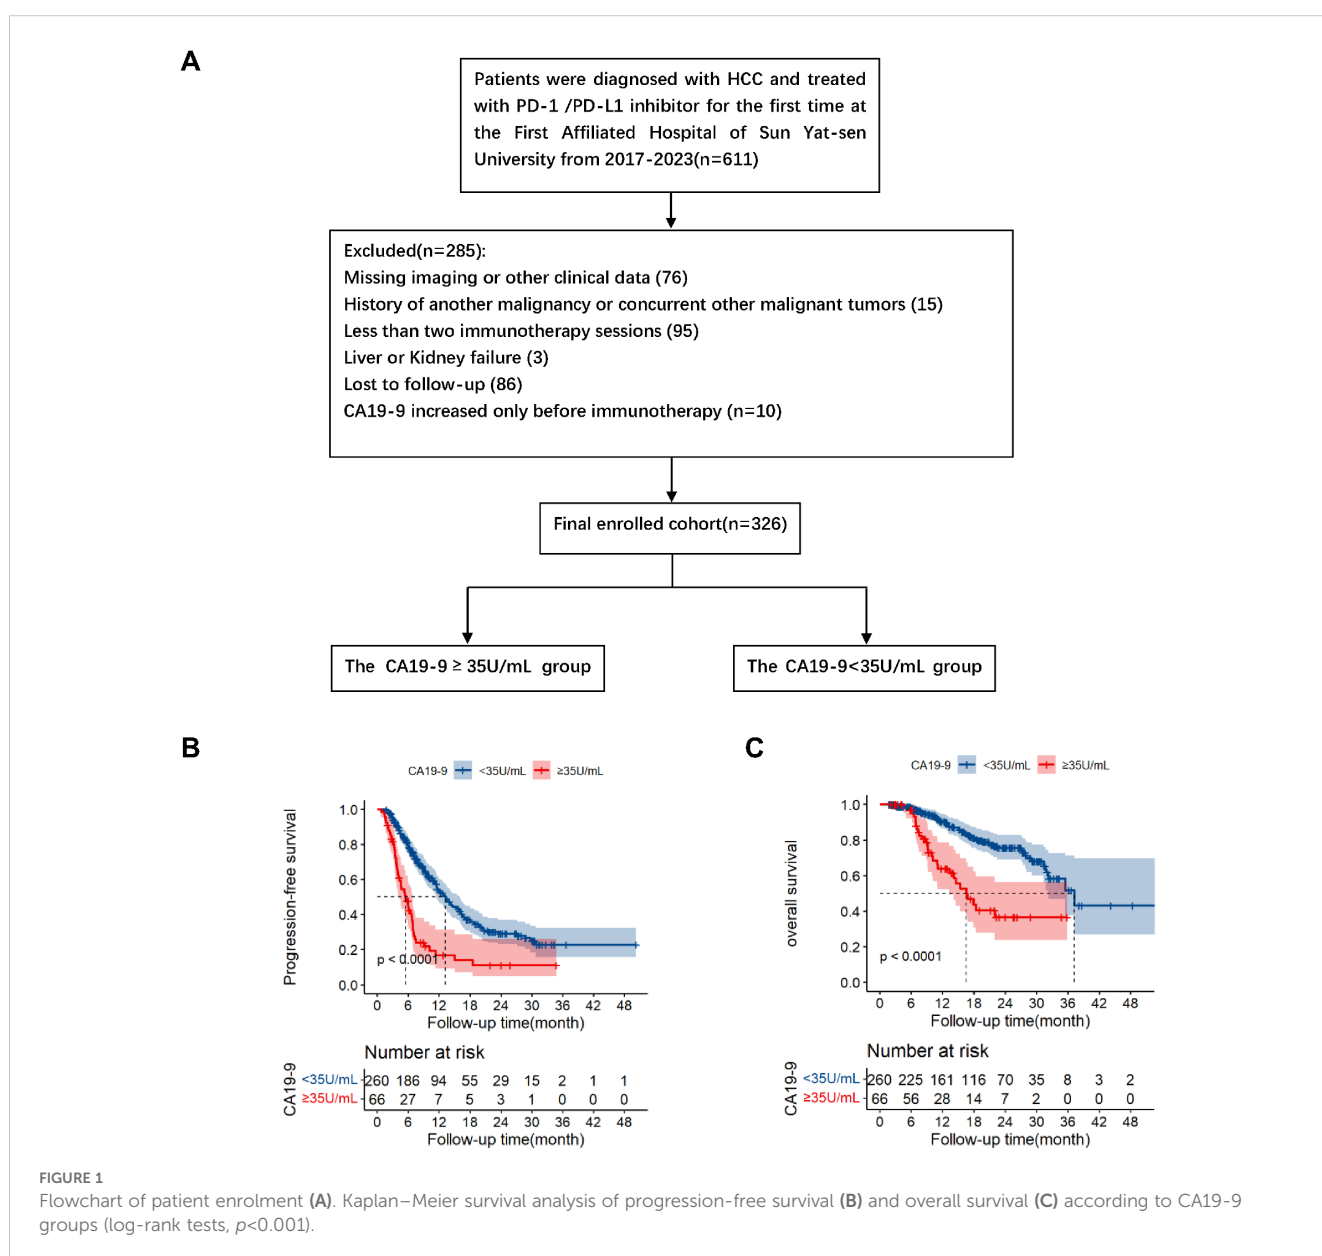 A
Patients were diagnosed with HCC and treated
with PD-1 /PD-L1 inhibitor for the first time at
the First Affiliated Hospital of Sun Yat-sen
University from 2017-2023(n=611)
Excluded(n=285):
Missing imaging or other clinical data (76)
History of another malignancy or concurrent other malignant tumors (15)
Less than two immunotherapy sessions (95)
Liver or Kidney failure (3)
Lost to follow-up (86)
CA19-9 increased only before immunotherapy (n=10)
Final enrolled cohort(n=326)
The CA19-9 ≥ 35U/mL group
The CA19-9<35U/mL group
B
CA19-9 <35U/mL ≥35U/mL
Progression-free survival
1.0
0.8
0.6
0.4
0.2
0.0
p < 0.0001
0 6 12 18 24 30 36 42 48
Follow-up time(month)
Number at risk
CA19-9
<35U/mL 260 186 94 55 29 15 2 1 1
≥35U/mL 66 27 7 5 3 1 0 0 0
0 6 12 18 24 30 36 42 48
Follow-up time(month)
C
CA19-9 <35U/mL ≥35U/mL
overall survival
1.0
0.8
0.6
0.4
0.2
0.0
p < 0.0001
0 6 12 18 24 30 36 42 48
Follow-up time(month)
Number at risk
CA19-9
<35U/mL 260 225 161 116 70 35 8 3 2
≥35U/mL 66 56 28 14 7 2 0 0 0
0 6 12 18 24 30 36 42 48
Follow-up time(month)
FIGURE 1
Flowchart of patient enrolment (A). Kaplan–Meier survival analysis of progression-free survival (B) and overall survival (C) according to CA19-9
groups (log-rank tests, p<0.001).